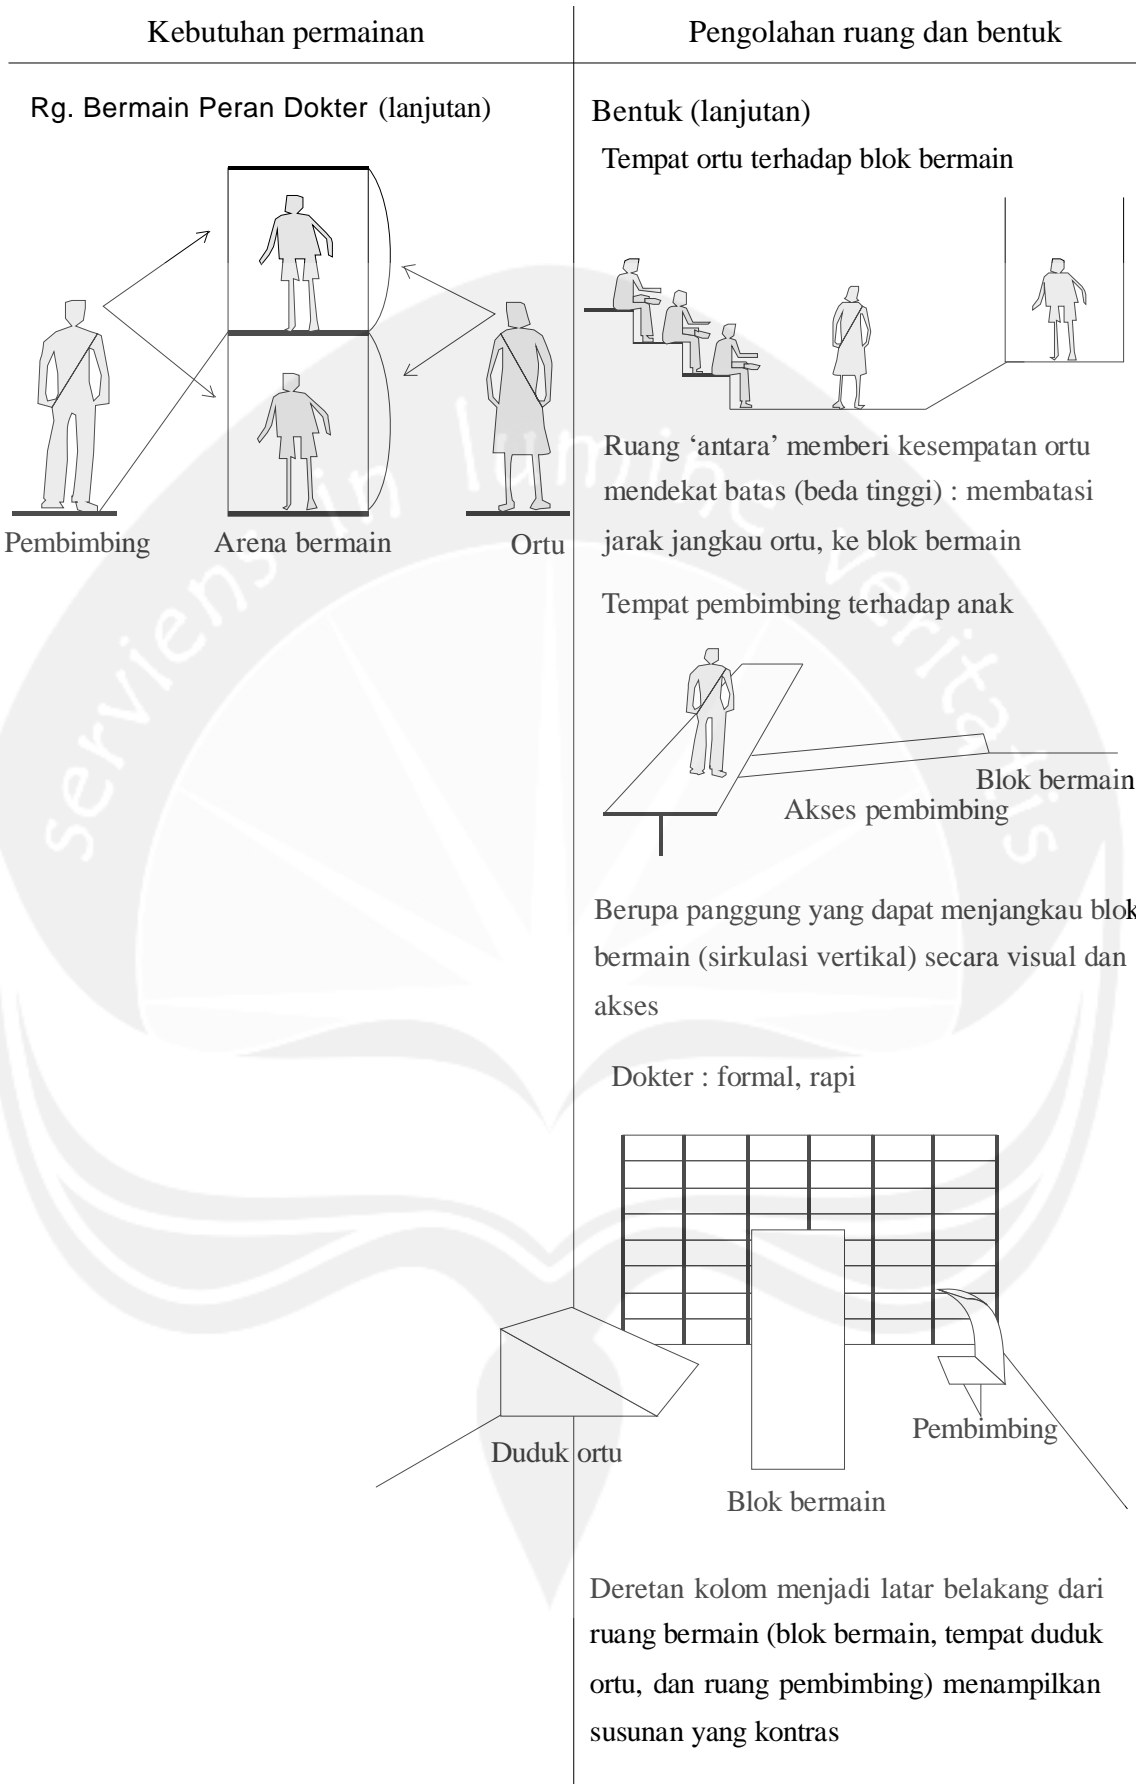 Kebutuhan permainan
Pengolahan ruang dan bentuk
Rg. Bermain Peran Dokter (lanjutan)
Pembimbing
Arena bermain
Ortu
Bentuk (lanjutan)
Tempat ortu terhadap blok bermain
Ruang ‘antara’ memberi kesempatan ortu
mendekat batas (beda tinggi) : membatasi
jarak jangkau ortu, ke blok bermain
Tempat pembimbing terhadap anak
Blok bermain
Akses pembimbing
Berupa panggung yang dapat menjangkau blok
bermain (sirkulasi vertikal) secara visual dan
akses
Dokter : formal, rapi
Pembimbing
Duduk ortu
Blok bermain
Deretan kolom menjadi latar belakang dari
ruang bermain (blok bermain, tempat duduk
ortu, dan ruang pembimbing) menampilkan
susunan yang kontras
serviens in lumine veritatis